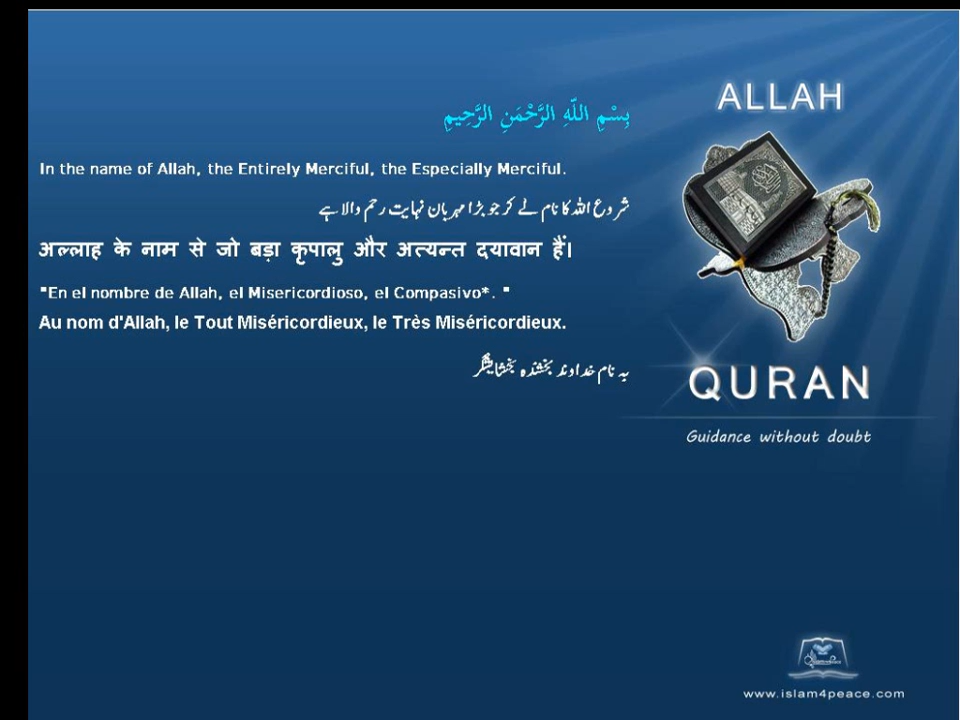 بِسْمِ اللّهِ الرَّحْمَنِ الرَّحِيمِ
In the name of Allah, the Entirely Merciful, the Especially Merciful.
شروع الله کا نام لے کر جو بڑا مہربان نہایت رحم والا ہے
अल्लाह के नाम से जो बड़ा कृपालु और अत्यन्त दयावान हैं।
"En el nombre de Allah, el Misericordioso, el Compasivo*. "
Au nom d'Allah, le Tout Miséricordieux, le Très Miséricordieux.
به نام خداوند بخشنده بخشایشگر
ALLAH
QURAN
Guidance without doubt
www.islam4peace.com